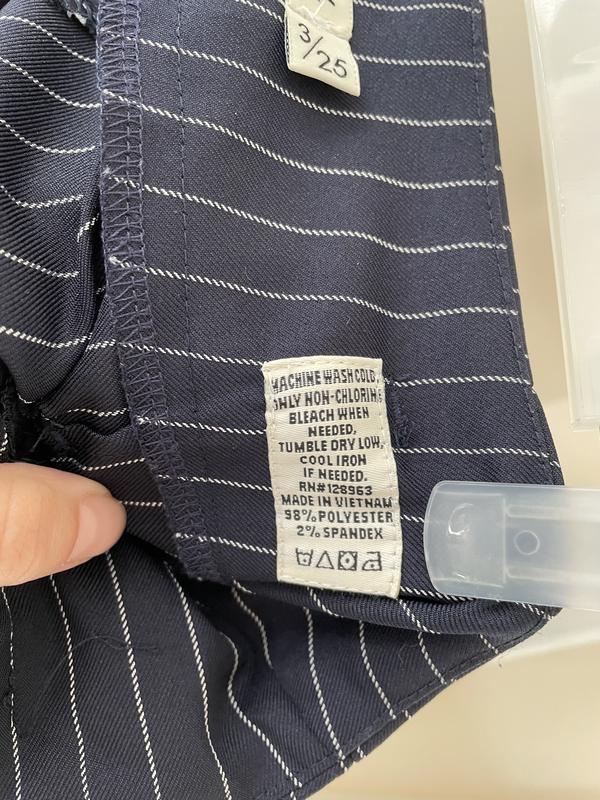 3/25
MACHINE WASH COLD,
ONLY NON-CHLORINE
BLEACH WHEN
NEEDED,
TUMBLE DRY LOW,
COOL IRON
IF NEEDED.
RN#128963
MADE IN VIETNAM
98% POLYESTER
2% SPANDEX